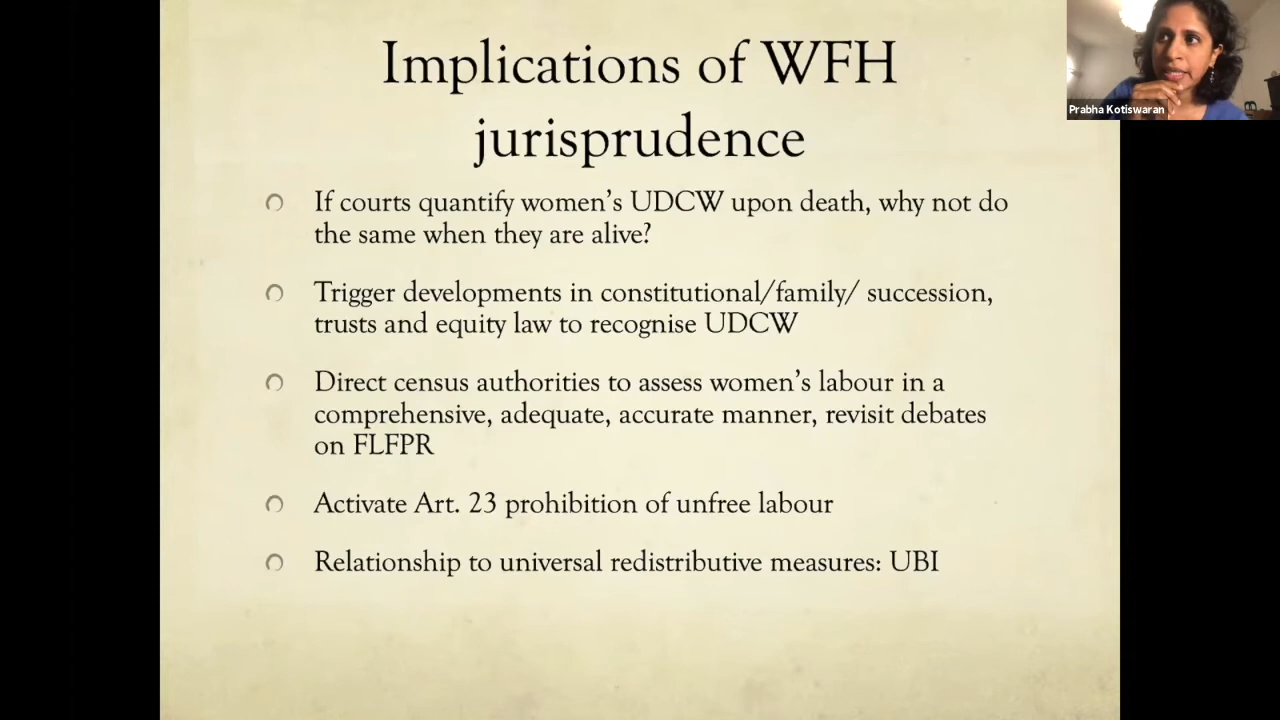 Implications of WFH
jurisprudence
Prabha Kotiswaran
If courts quantify women's UDCW upon death, why not do
the same when they are alive?
Trigger developments in constitutional/family/ succession,
trusts and equity law to recognise UDCW
Direct census authorities to assess women's labour in a
comprehensive, adequate, accurate manner, revisit debates
on FLFPR
Activate Art. 23 prohibition of unfree labour
Relationship to universal redistributive measures: UBI